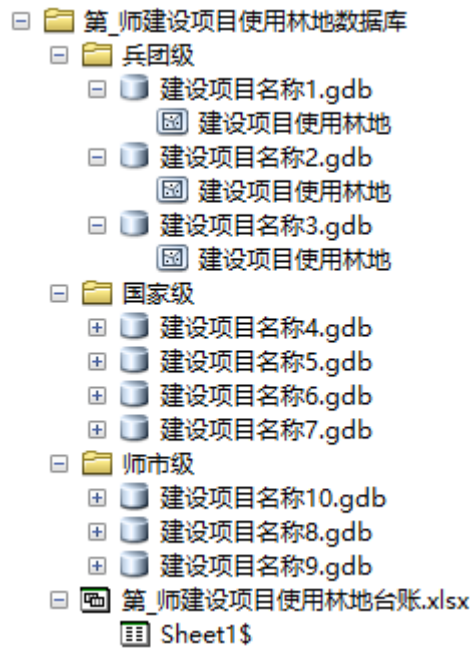 第_师建设项目使用林地数据库
兵团级
建设项目名称1.gdb
建设项目使用林地
建设项目名称2.gdb
建设项目使用林地
建设项目名称3.gdb
建设项目使用林地
国家级
建设项目名称4.gdb
建设项目名称5.gdb
建设项目名称6.gdb
建设项目名称7.gdb
师市级
建设项目名称10.gdb
建设项目名称8.gdb
建设项目名称9.gdb
第_师建设项目使用林地台账.xlsx
Sheet1$